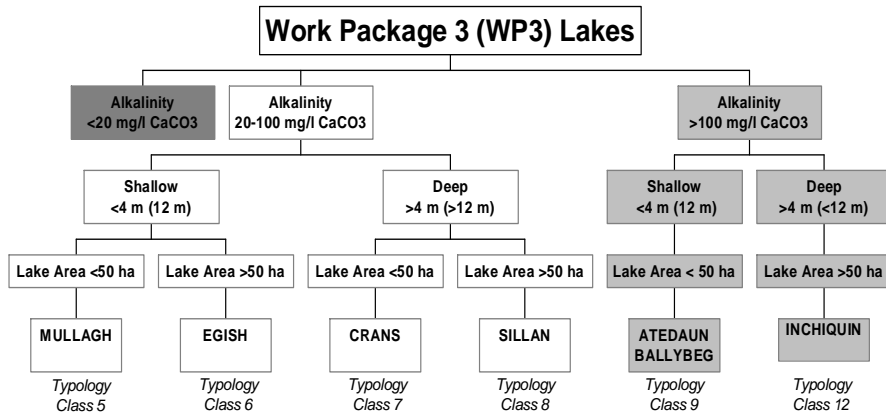 Work Package 3 (WP3) Lakes
Alkalinity
<20 mg/l CaCO3
Alkalinity
20-100 mg/l CaCO3
Alkalinity
>100 mg/l CaCO3
Shallow
<4 m (12 m)
Deep
>4 m (>12 m)
Shallow
<4 m (12 m)
Deep
>4 m (<12 m)
Lake Area <50 ha
Lake Area >50 ha
Lake Area <50 ha
Lake Area >50 ha
Lake Area < 50 ha
Lake Area >50 ha
MULLAGH
EGISH
CRANS
SILLAN
ATEDAUN
BALLYBEG
INCHIQUIN
Typology
Class 5
Typology
Class 6
Typology
Class 7
Typology
Class 8
Typology
Class 9
Typology
Class 12